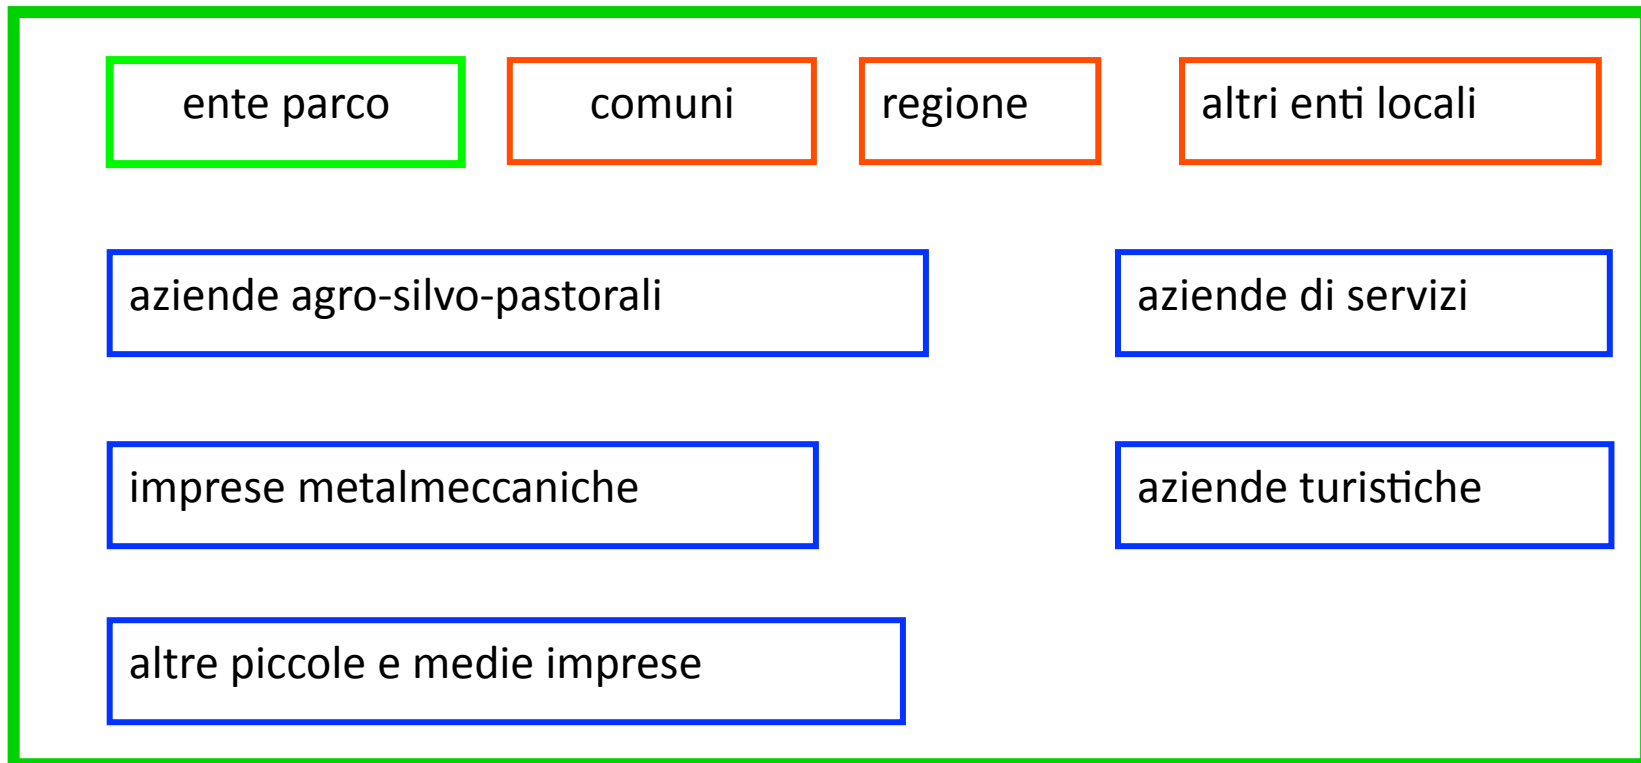 ente parco
comuni
regione
altri enti locali
aziende agro-silvo-pastorali
aziende di servizi
imprese metalmeccaniche
aziende turistiche
altre piccole e medie imprese